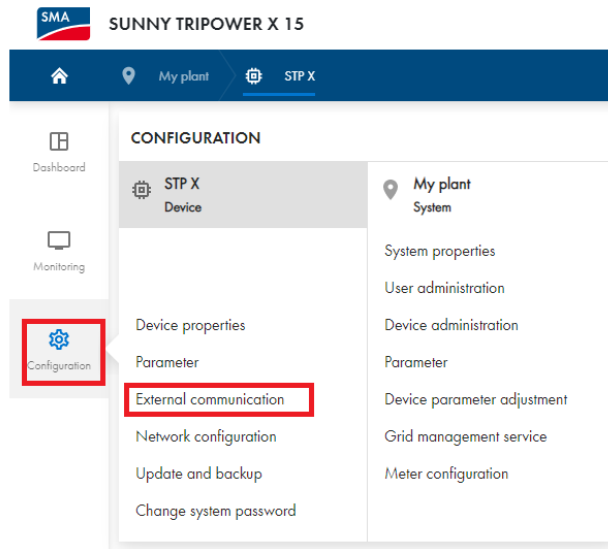 SMA
SUNNY TRIPOWER X 15
My plant
STP X
Dashboard
Monitoring
Configuration
CONFIGURATION
STP X
Device
Device properties
Parameter
External communication
Network configuration
Update and backup
Change system password
My plant
System
System properties
User administration
Device administration
Parameter
Device parameter adjustment
Grid management service
Meter configuration